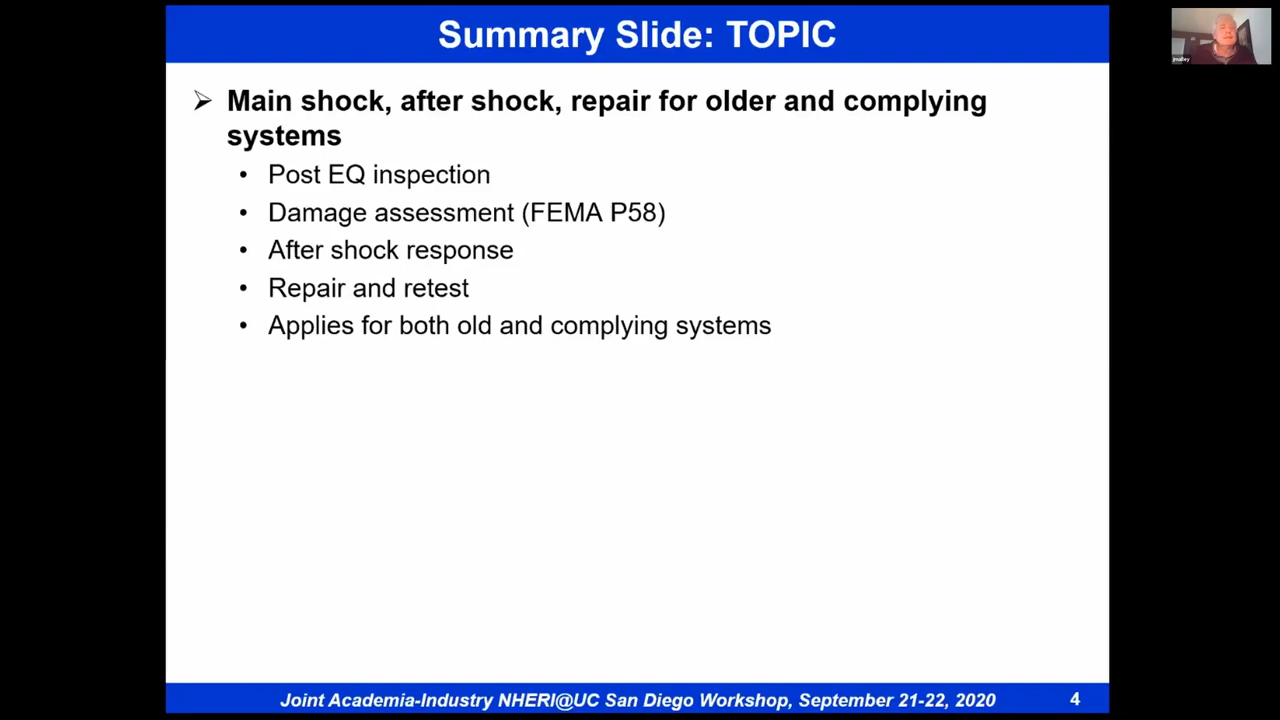 Summary Slide: TOPIC
Main shock, after shock, repair for older and complying
systems
• Post EQ inspection
• Damage assessment (FEMA P58)
• After shock response
• Repair and retest
• Applies for both old and complying systems
Joint Academia-Industry NHERI@UC San Diego Workshop, September 21-22, 2020
4
jmalley